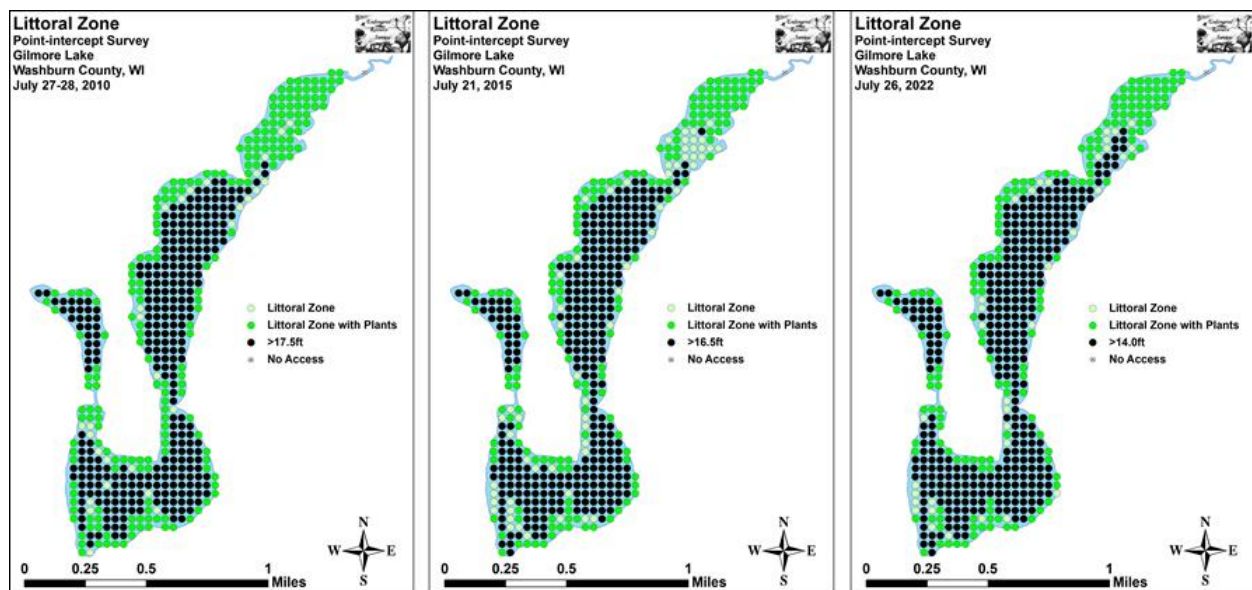 Littoral Zone
Point-intercept Survey
Gilmore Lake
Washburn County, WI
July 27-28, 2010
Littoral Zone
Littoral Zone with Plants
>17.5ft
No Access
N
W E
S
0 0.25 0.5 1
Miles
Littoral Zone
Point-intercept Survey
Gilmore Lake
Washburn County, WI
July 21, 2015
Littoral Zone
Littoral Zone with Plants
>16.5ft
No Access
N
W E
S
0 0.25 0.5 1
Miles
Littoral Zone
Point-intercept Survey
Gilmore Lake
Washburn County, WI
July 26, 2022
Littoral Zone
Littoral Zone with Plants
>14.0ft
No Access
N
W E
S
0 0.25 0.5 1
Miles